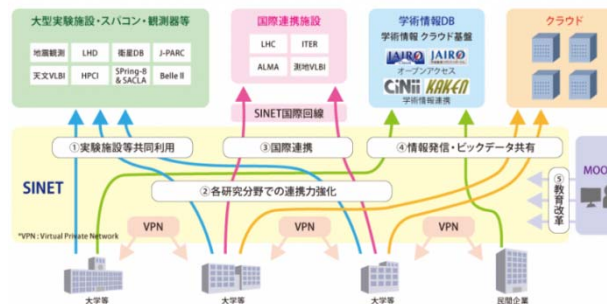 大型実験施設・スパコン・観測器等
地震観測 LHD 衛星DB J-PARC
天文VLBI HPCI SPring-8 & SACLA Belle II
国際連携施設
LHC ITER
ALMA 測地VLBI
学術情報DB
学術情報 クラウド基盤
JAIRO JAIRO
オープンアクセス
CiNii KAKEN
学術情報連携
クラウド
SINET国際回線
①実験施設等共同利用
③国際連携
④情報発信・ビックデータ共有
SINET
②各研究分野での連携力強化
⑤教育改革
MOO
VPN VPN VPN
*VPN : Virtual Private Network
大学等 大学等 大学等 民間企業